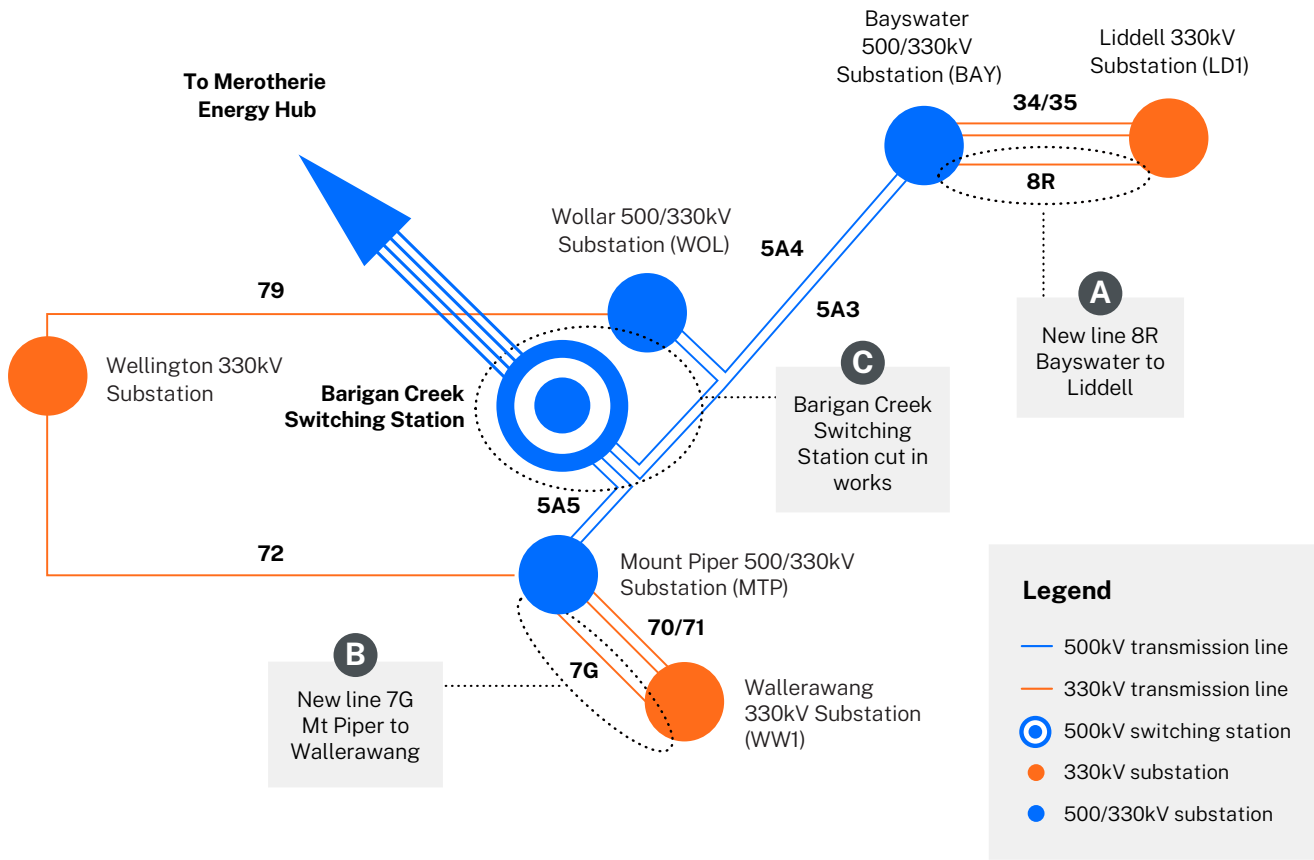 Bayswater
500/330kV
Substation (BAY)
Liddell 330kV
Substation (LD1)
To Merotherie
Energy Hub
34/35
8R
Wollar 500/330kV
Substation (WOL)
5A4
79
5A3
A
New line 8R
Bayswater to
Liddell
Wellington 330kV
Substation
Barigan Creek
Switching Station
C
Barigan Creek
Switching
Station cut in
works
5A5
72
Mount Piper 500/330kV
Substation (MTP)
70/71
7G
B
New line 7G
Mt Piper to
Wallerawang
Wallerawang
330kV Substation
(WW1)
Legend
500kV transmission line
330kV transmission line
500kV switching station
330kV substation
500/330kV substation